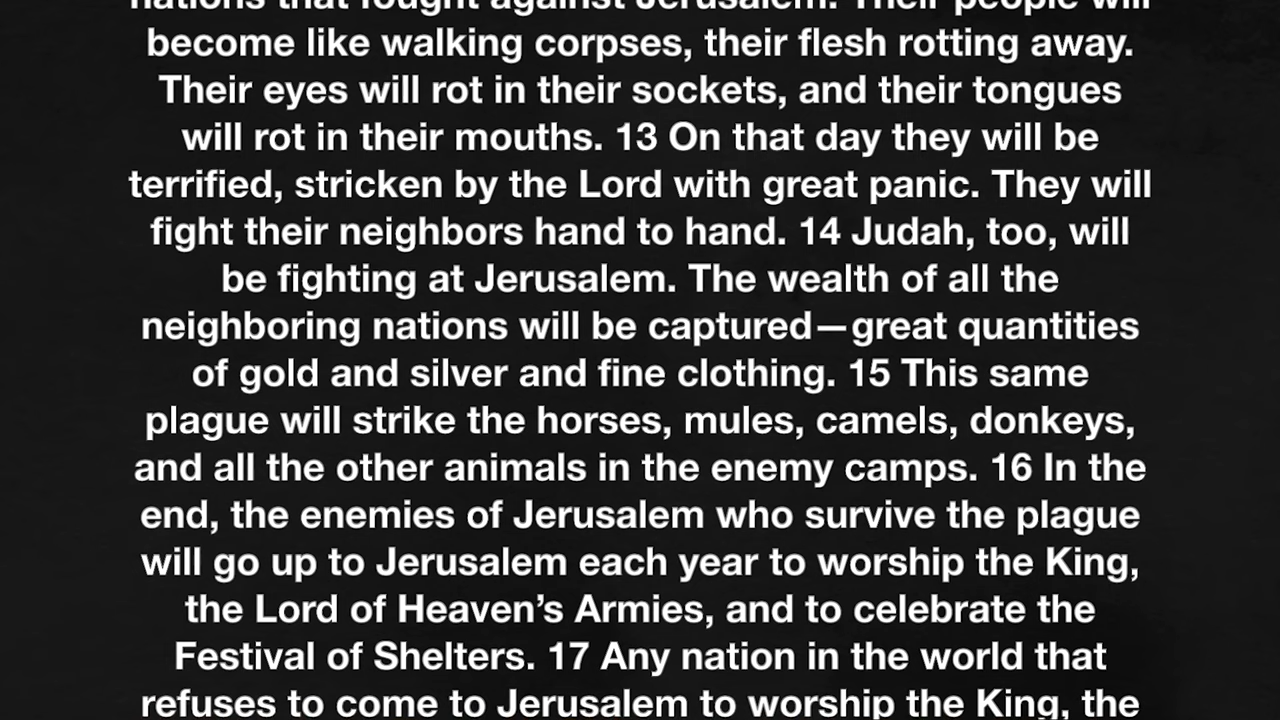 nations that fought against Jerusalem. Their people will
become like walking corpses, their flesh rotting away.
Their eyes will rot in their sockets, and their tongues
will rot in their mouths. 13 On that day they will be
terrified, stricken by the Lord with great panic. They will
fight their neighbors hand to hand. 14 Judah, too, will
be fighting at Jerusalem. The wealth of all the
neighboring nations will be captured—great quantities
of gold and silver and fine clothing. 15 This same
plague will strike the horses, mules, camels, donkeys,
and all the other animals in the enemy camps. 16 In the
end, the enemies of Jerusalem who survive the plague
will go up to Jerusalem each year to worship the King,
the Lord of Heaven’s Armies, and to celebrate the
Festival of Shelters. 17 Any nation in the world that
refuses to come to Jerusalem to worship the King, the